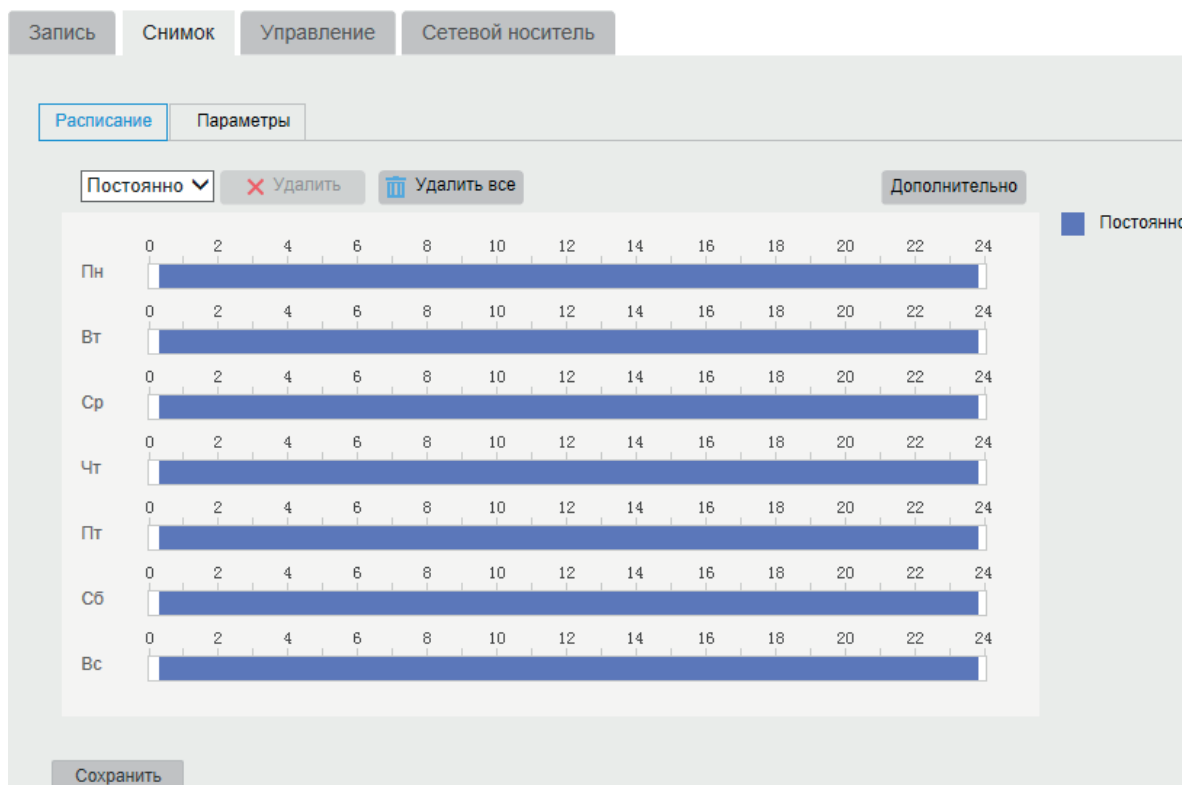 Запись Снимок Управление Сетевой носитель
Расписание Параметры
Постоянно Удалить Удалить все Дополнительно
Постоянно
0 2 4 6 8 10 12 14 16 18 20 22 24
Пн
0 2 4 6 8 10 12 14 16 18 20 22 24
Вт
0 2 4 6 8 10 12 14 16 18 20 22 24
Ср
0 2 4 6 8 10 12 14 16 18 20 22 24
Чт
0 2 4 6 8 10 12 14 16 18 20 22 24
Пт
0 2 4 6 8 10 12 14 16 18 20 22 24
Сб
0 2 4 6 8 10 12 14 16 18 20 22 24
Вс
Сохранить